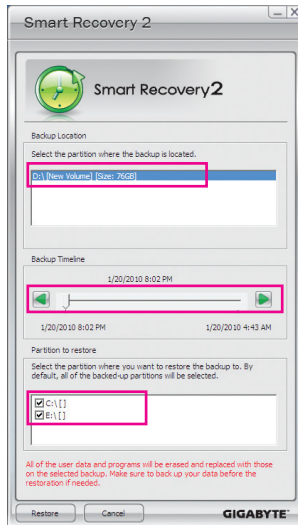 Smart Recovery 2
Smart Recovery2
Backup Location
Select the partition where the backup is located.
D:\ [New Volume] [Size: 76GB]
Backup Timeline
1/20/2010 8:02 PM
1/20/2010 8:02 PM 1/20/2010 4:43 AM
Partition to restore
Select the partition where you want to restore the backup to. By
default, all of the backed-up partitions will be selected.
C:\ [ ]
E:\ [ ]
All of the user data and programs will be erased and replaced with those
on the selected backup. Make sure to back up your data before the
restoration if needed.
Restore Cancel GIGABYTE™